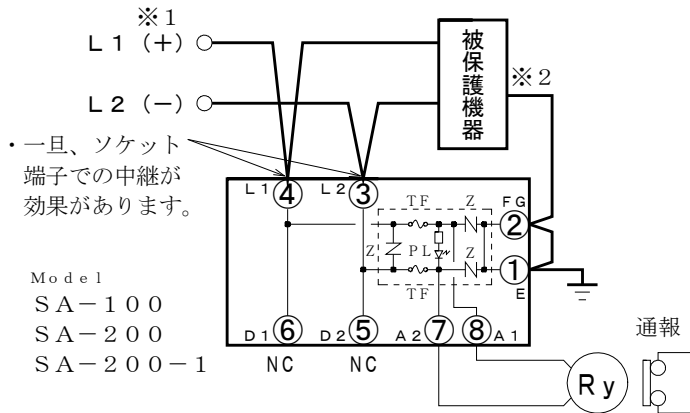 ※1
L1 (+)
L2 (−)
被保護機器
※2
・一旦、ソケット
端子での中継が
効果があります。
L1 ④ L2 ③
TF Z FG
②
Z PL Z
①
TF E
Model
SA−100
SA−200
SA−200−1
D1 ⑥ D2 ⑤ A2 ⑦ ⑧ A1
NC NC
通報
Ry